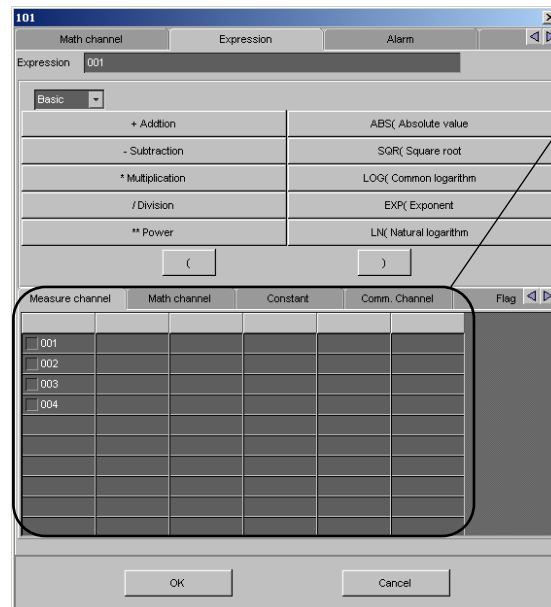 101
Math channel Expression Alarm
Expression 001
Basic
+ Addtion ABS( Absolute value
- Subtraction SQR( Square root
* Multiplication LOG( Common logarithm
/ Division EXP( Exponent
** Power LN( Natural logarithm
( )
Measure channel Math channel Constant Comm. Channel Flag
001
002
003
004
OK Cancel